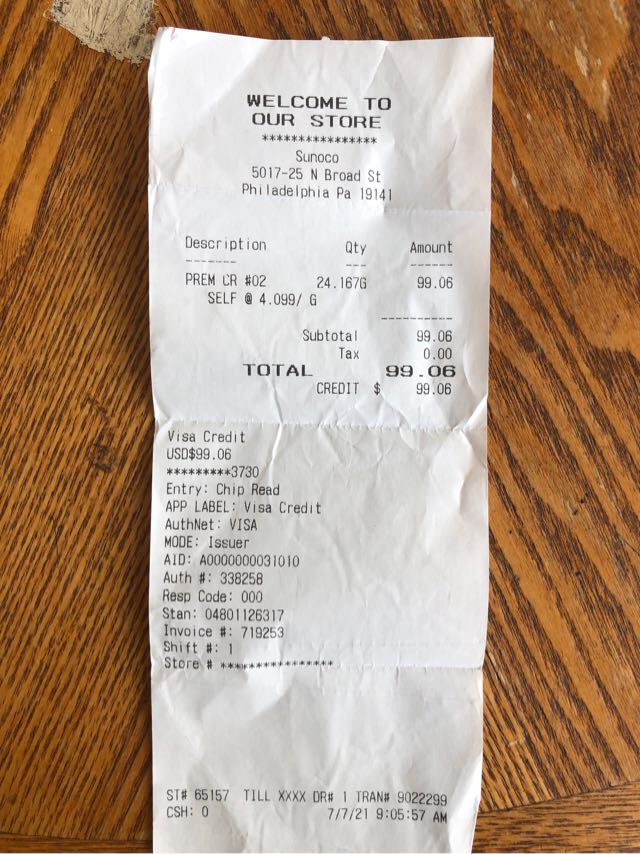 WELCOME TO
OUR STORE
****************
Sunoco
5017-25 N Broad St
Philadelphia Pa 19141
Description Qty Amount
------- --- ------
PREM CR #02 24.167G 99.06
SELF @ 4.099/ G
----------
Subtotal 99.06
Tax 0.00
TOTAL 99.06
CREDIT $ 99.06
Visa Credit
USD$99.06
*********3730
Entry: Chip Read
APP LABEL: Visa Credit
AuthNet: VISA
MODE: Issuer
AID: A0000000031010
Auth #: 338258
Resp Code: 000
Stan: 04801126317
Invoice #: 719253
Shift #: 1
Store # ****************
ST# 65157 TILL XXXX DR# 1 TRAN# 9022299
CSH: 0 7/7/21 9:05:57 AM